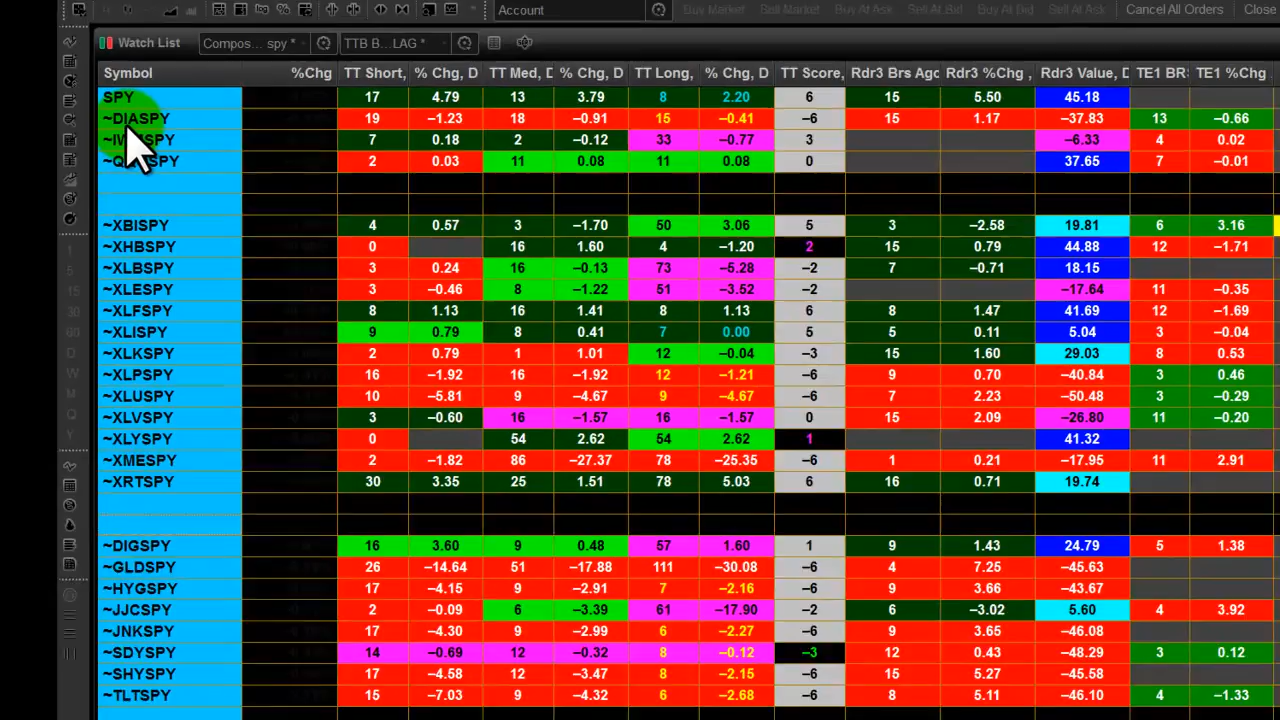 Account Buy Market Sell Market Buy At Ask Sell At Bid Buy At Bid Sell At Ask Cancel All Orders Close
Watch List Compos... spy * TTB B...LAG *
Symbol %Chg TT Short, % Chg, D TT Med, D % Chg, D TT Long, % Chg, D TT Score, Rdr3 Brs Ago Rdr3 %Chg , Rdr3 Value, D TE1 BR TE1 %Chg
SPY 17 4.79 13 3.79 8 2.20 6 15 5.50 45.18
~DIASPY 19 –1.23 18 –0.91 15 –0.41 –6 15 1.17 –37.83 13 –0.66
7 0.18 2 –0.12 33 –0.77 3 –6.33 4 0.02
2 0.03 11 0.08 11 0.08 0 37.65 7 –0.01
~XBISPY 4 0.57 3 –1.70 50 3.06 5 3 –2.58 19.81 6 3.16
~XHBSPY 0 16 1.60 4 –1.20 2 15 0.79 44.88 12 –1.71
~XLBSPY 3 0.24 16 –0.13 73 –5.28 –2 7 –0.71 18.15
~XLESPY 3 –0.46 8 –1.22 51 –3.52 –2 –17.64 11 –0.35
~XLFSPY 8 1.13 16 1.41 8 1.13 6 8 1.47 41.69 12 –1.69
~XLISPY 9 0.79 8 0.41 7 0.00 5 5 0.11 5.04 3 –0.04
~XLKSPY 2 0.79 1 1.01 12 –0.04 –3 15 1.60 29.03 8 0.53
~XLPSPY 16 –1.92 16 –1.92 12 –1.21 –6 9 0.70 –40.84 3 0.46
~XLUSPY 10 –5.81 9 –4.67 9 –4.67 –6 7 2.23 –50.48 3 –0.29
~XLVSPY 3 –0.60 16 –1.57 16 –1.57 0 15 2.09 –26.80 11 –0.20
~XLYSPY 0 54 2.62 54 2.62 1 41.32
~XMESPY 2 –1.82 86 –27.37 78 –25.35 –6 1 0.21 –17.95 11 2.91
~XRTSPY 30 3.35 25 1.51 78 5.03 6 16 0.71 19.74
~DIGSPY 16 3.60 9 0.48 57 1.60 1 9 1.43 24.79 5 1.38
~GLDSPY 26 –14.64 51 –17.88 111 –30.08 –6 4 7.25 –45.63
~HYGSPY 17 –4.15 9 –2.91 7 –2.16 –6 9 3.66 –43.67
~JJCSPY 2 –0.09 6 –3.39 61 –17.90 –2 6 –3.02 5.60 4 3.92
~JNKSPY 17 –4.30 9 –2.99 6 –2.27 –6 9 3.65 –46.08
~SDYSPY 14 –0.69 12 –0.32 8 –0.12 –3 12 0.43 –48.29 3 0.12
~SHYSPY 17 –4.58 12 –3.47 8 –2.15 –6 15 5.27 –44.83
~TLTSPY 15 –7.03 9 –4.32 6 –2.68 –6 8 5.11 –46.10 4 –1.33
1
5
15
30
60
D
W
M
Q
Y